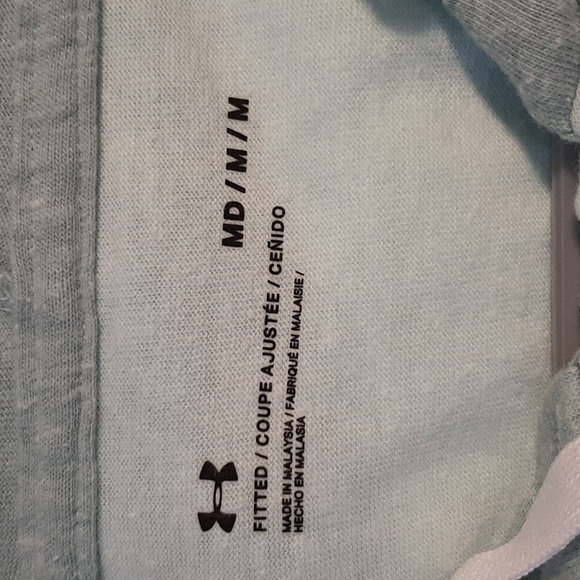 MD / M / M
FITTED / COUPE AJUSTÉE / CEÑIDO
MADE IN MALAYSIA / FABRIQUÉ EN MALAISIE /
HECHO EN MALASIA